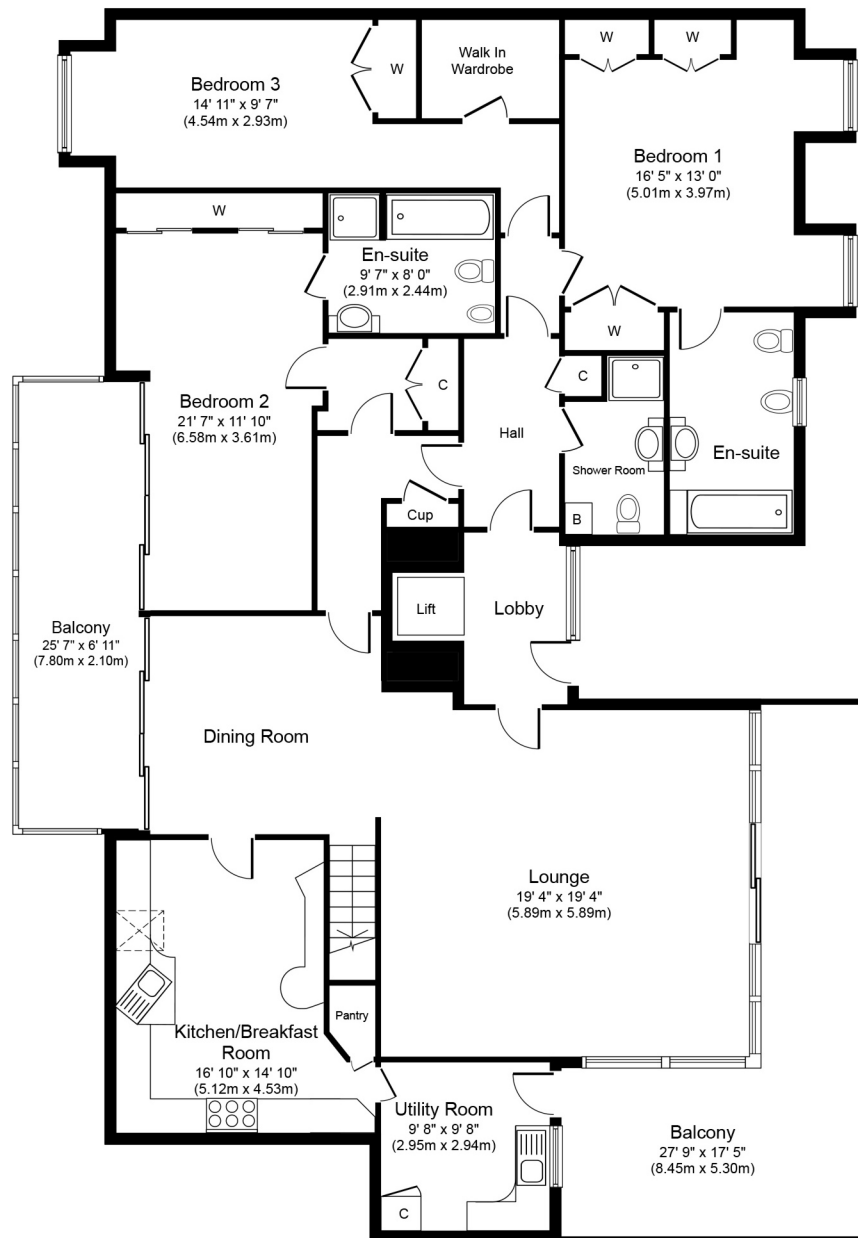 W
W
Walk In
Wardrobe
W
Bedroom 3
14' 11" x 9' 7"
(4.54m x 2.93m)
Bedroom 1
16' 5" x 13' 0"
(5.01m x 3.97m)
W
En-suite
9' 7" x 8' 0"
(2.91m x 2.44m)
W
C
C
Bedroom 2
21' 7" x 11' 10"
(6.58m x 3.61m)
Hall
En-suite
Shower Room
Cup
B
Lift
Lobby
Balcony
25' 7" x 6' 11"
(7.80m x 2.10m)
Dining Room
Lounge
19' 4" x 19' 4"
(5.89m x 5.89m)
Pantry
Kitchen/Breakfast
Room
16' 10" x 14' 10"
(5.12m x 4.53m)
Utility Room
9' 8" x 9' 8"
(2.95m x 2.94m)
Balcony
27' 9" x 17' 5"
(8.45m x 5.30m)
C